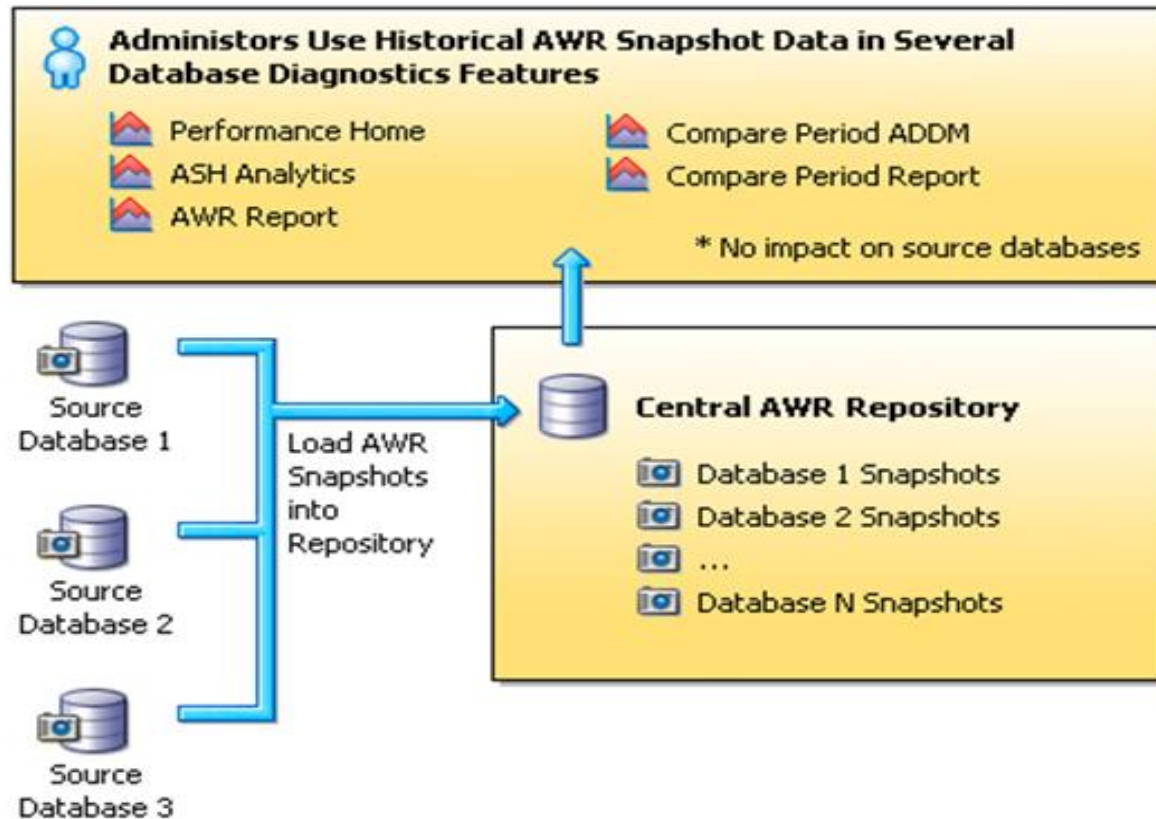 Administors Use Historical AWR Snapshot Data in Several
Database Diagnostics Features
Performance Home
ASH Analytics
AWR Report
Compare Period ADDM
Compare Period Report
* No impact on source databases
Source
Database 1
Source
Database 2
Source
Database 3
Load AWR
Snapshots
into
Repository
Central AWR Repository
Database 1 Snapshots
Database 2 Snapshots
...
Database N Snapshots